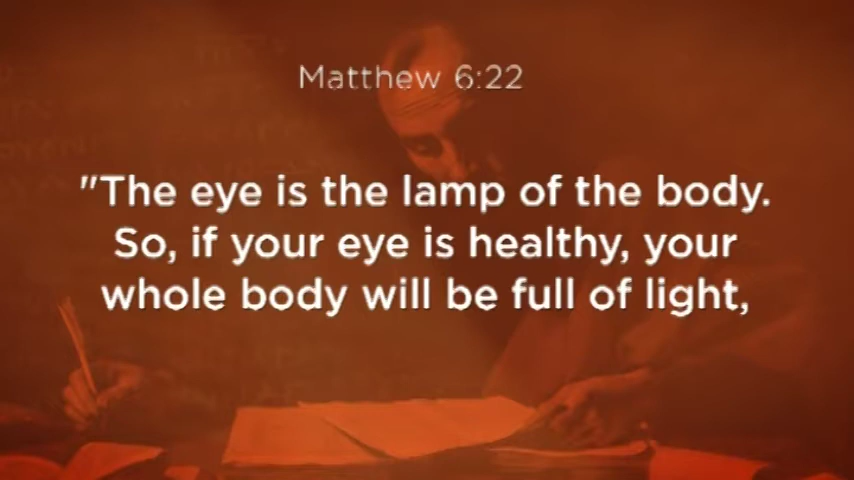 Matthew 6:22
"The eye is the lamp of the body.
So, if your eye is healthy, your
whole body will be full of light,